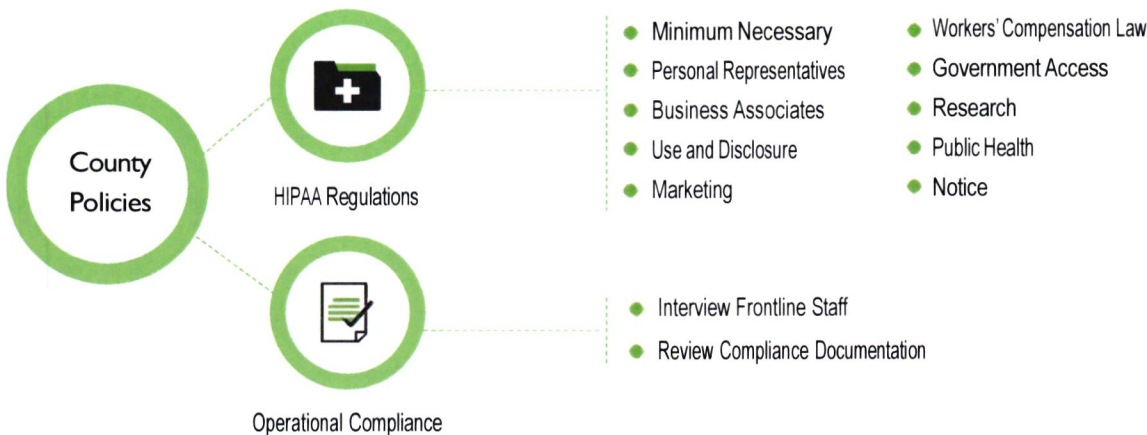 County
Policies
HIPAA Regulations
Minimum Necessary
Personal Representatives
Business Associates
Use and Disclosure
Marketing
Workers' Compensation Law
Government Access
Research
Public Health
Notice
Operational Compliance
Interview Frontline Staff
Review Compliance Documentation